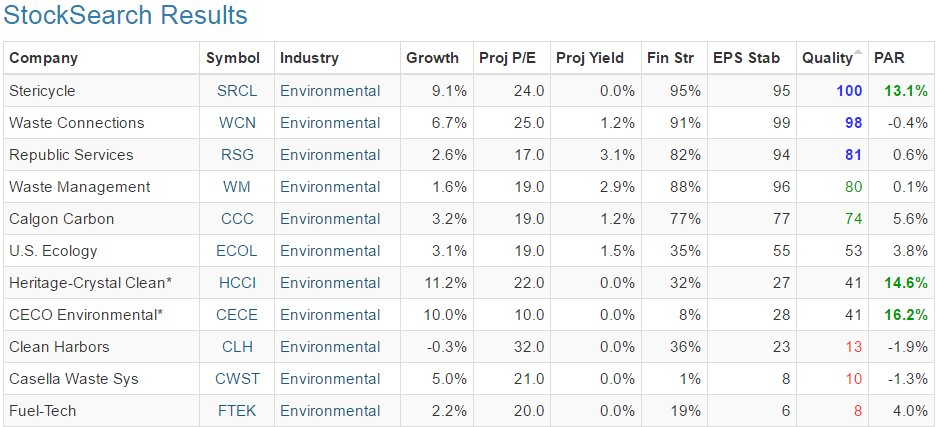 StockSearch Results
Company Symbol Industry Growth Proj P/E Proj Yield Fin Str EPS Stab Quality PAR
Stericycle SRCL Environmental 9.1% 24.0 0.0% 95% 95 100 13.1%
Waste Connections WCN Environmental 6.7% 25.0 1.2% 91% 99 98 -0.4%
Republic Services RSG Environmental 2.6% 17.0 3.1% 82% 94 81 0.6%
Waste Management WM Environmental 1.6% 19.0 2.9% 88% 96 80 0.1%
Calgon Carbon CCC Environmental 3.2% 19.0 1.2% 77% 77 74 5.6%
U.S. Ecology ECOL Environmental 3.1% 19.0 1.5% 35% 55 53 3.8%
Heritage-Crystal Clean* HCCI Environmental 11.2% 22.0 0.0% 32% 27 41 14.6%
CECO Environmental* CECE Environmental 10.0% 10.0 0.0% 8% 28 41 16.2%
Clean Harbors CLH Environmental -0.3% 32.0 0.0% 36% 23 13 -1.9%
Casella Waste Sys CWST Environmental 5.0% 21.0 0.0% 1% 8 10 -1.3%
Fuel-Tech FTEK Environmental 2.2% 20.0 0.0% 19% 6 8 4.0%